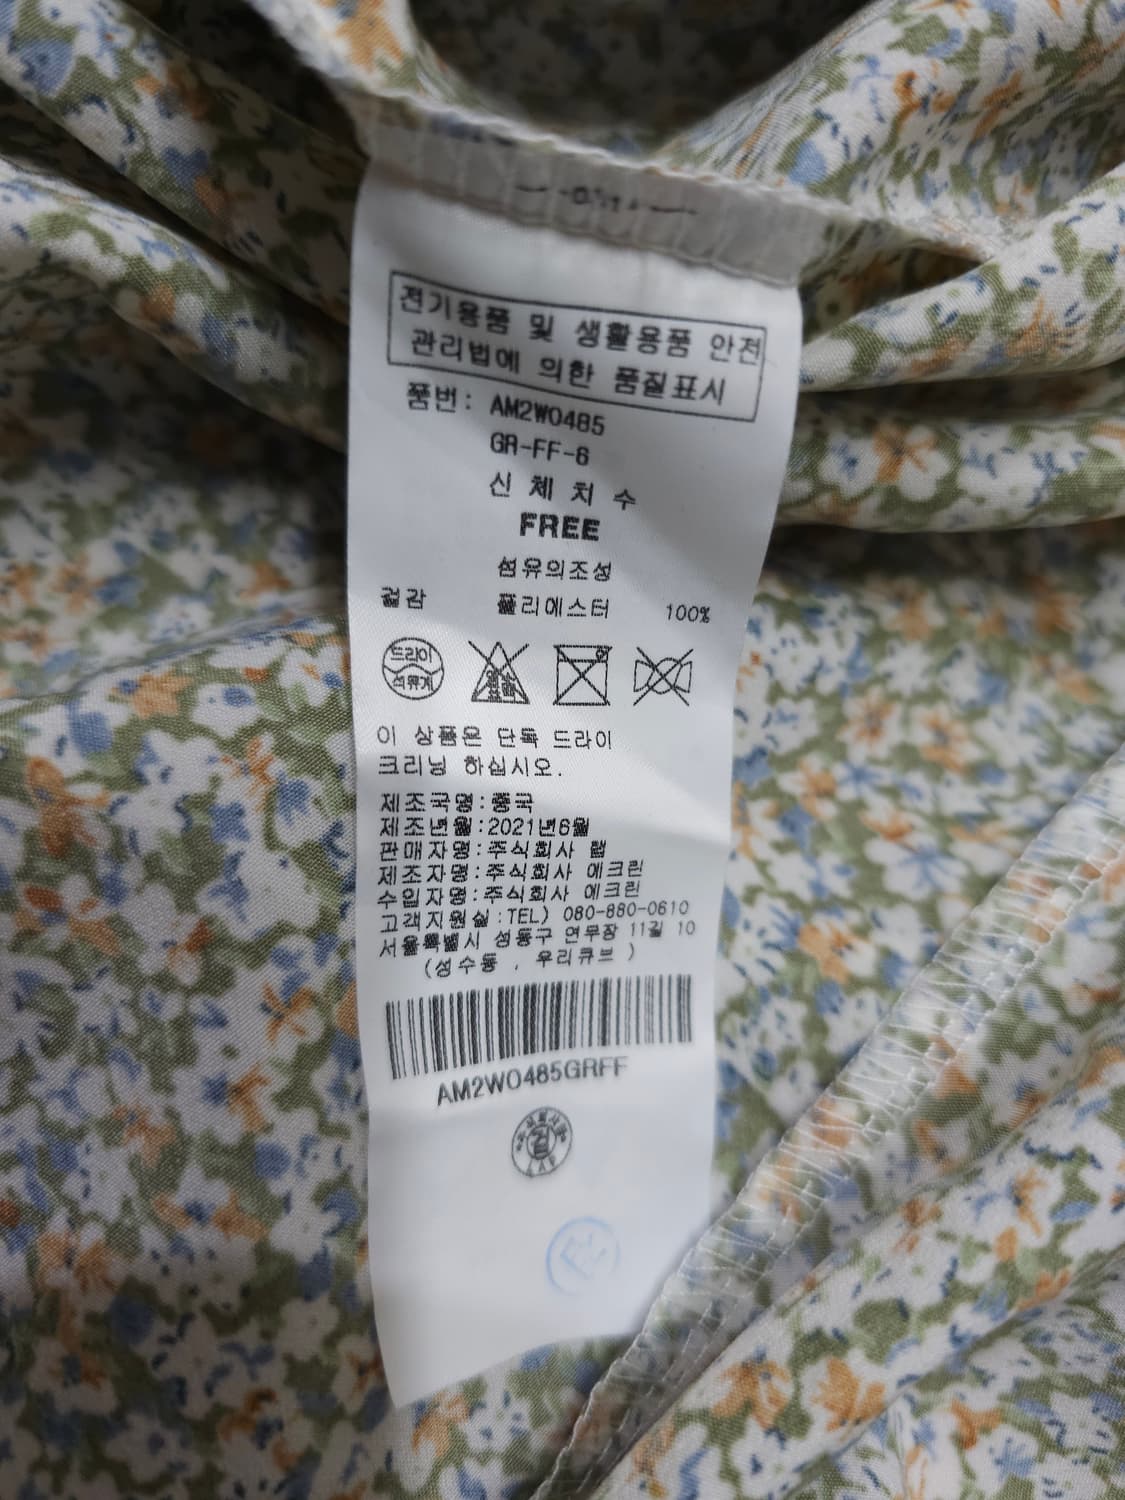 전기용품 및 생활용품 안전
관리법에 의한 품질표시
품번: AM2WO485
GR-FF-6
신 체 치 수
FREE
섬유의조성
겉감 폴리에스터 100%
드라이
석유계
이 상품은 단독 드라이
크리닝 하십시오.
제조국명:중국
제조년월:2021년6월
판매자명:주식회사 랩
제조자명:주식회사 에크린
수입자명:주식회사 에크린
고객지원실:TEL) 080-880-0610
서울특별시 성동구 연무장 11길 10
(성수동 , 우리큐브 )
AM2WO485GRFF